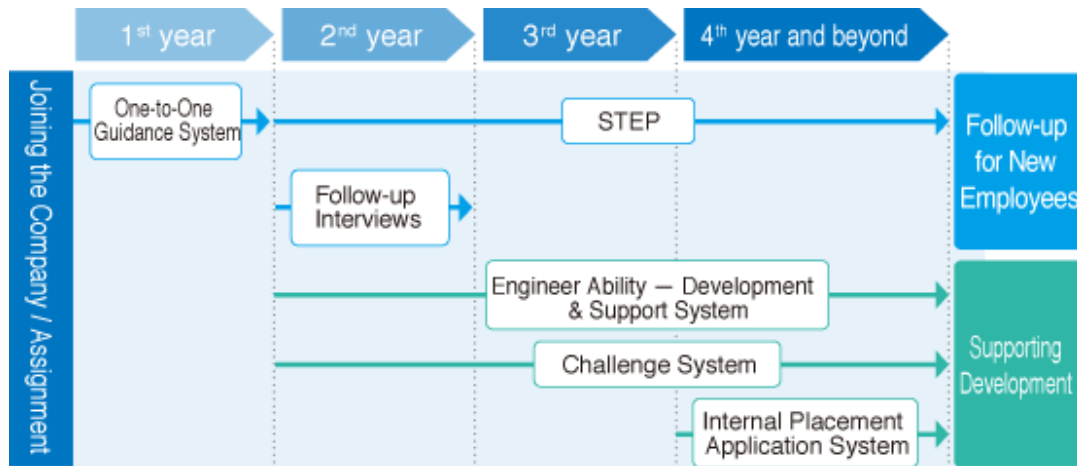 1st year
2nd year
3rd year
4th year and beyond
Joining the Company / Assignment
One-to-One
Guidance System
STEP
Follow-up
for New
Employees
Follow-up
Interviews
Engineer Ability — Development
& Support System
Challenge System
Supporting
Development
Internal Placement
Application System